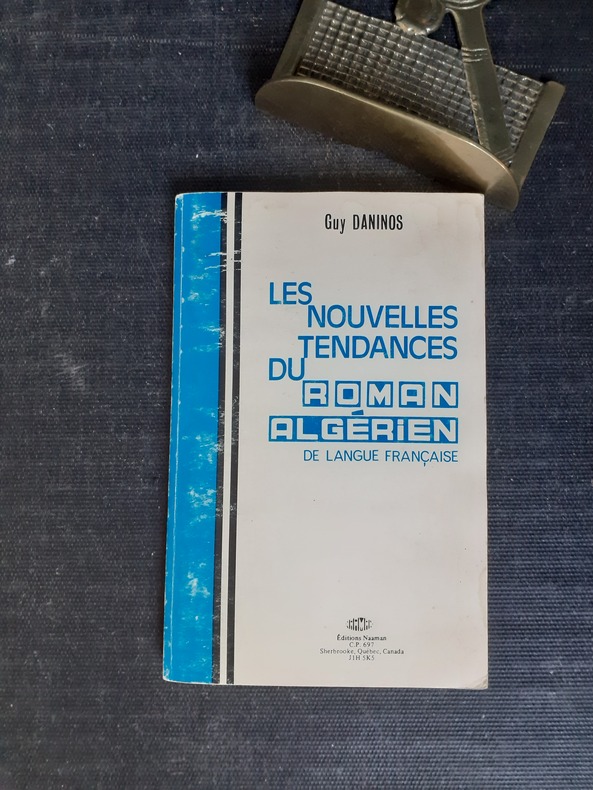 Guy DANINOS
LES
NOUVELLES
TENDANCES
DU
ROMAN
ALGÉRiEN
DE LANGUE FRANÇAISE
Éditions Naaman
C.P. 697
Sherbrooke, Québec, Canada
J1H 5K5